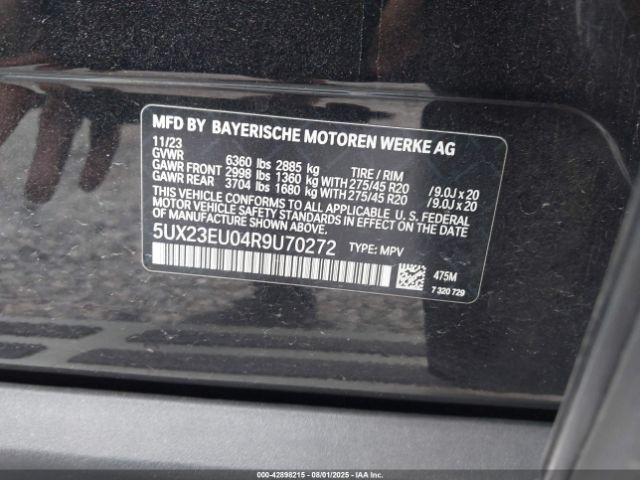 MFD BY BAYERISCHE MOTOREN WERKE AG
11/23
GVWR 6360 lbs 2885 kg TIRE / RIM
GAWR FRONT 2998 lbs 1360 kg WITH 275/45 R20 /9.0J x 20
GAWR REAR 3704 lbs 1680 kg WITH 275/45 R20 /9.0J x 20
THIS VEHICLE CONFORMS TO ALL APPLICABLE U.S. FEDERAL
MOTOR VEHICLE SAFETY STANDARDS IN EFFECT ON THE DATE OF
MANUFACTURE SHOWN ABOVE.
5UX23EU04R9U70272 TYPE: MPV
475M
7 320 729
000-42898215 - 08/01/2025 - IAAI.CA